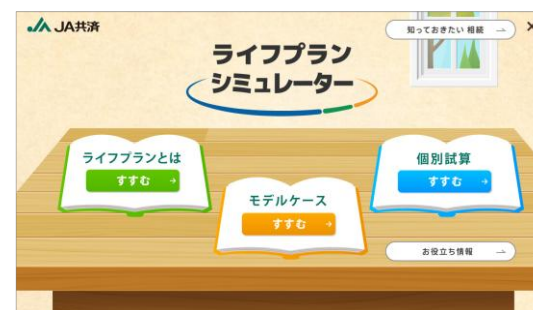 JA共済
知っておきたい 相続 →
×
ライフプラン
シミュレーター
ライフプランとは
すすむ →
モデルケース
すすむ →
個別試算
すすむ →
お役立ち情報 →